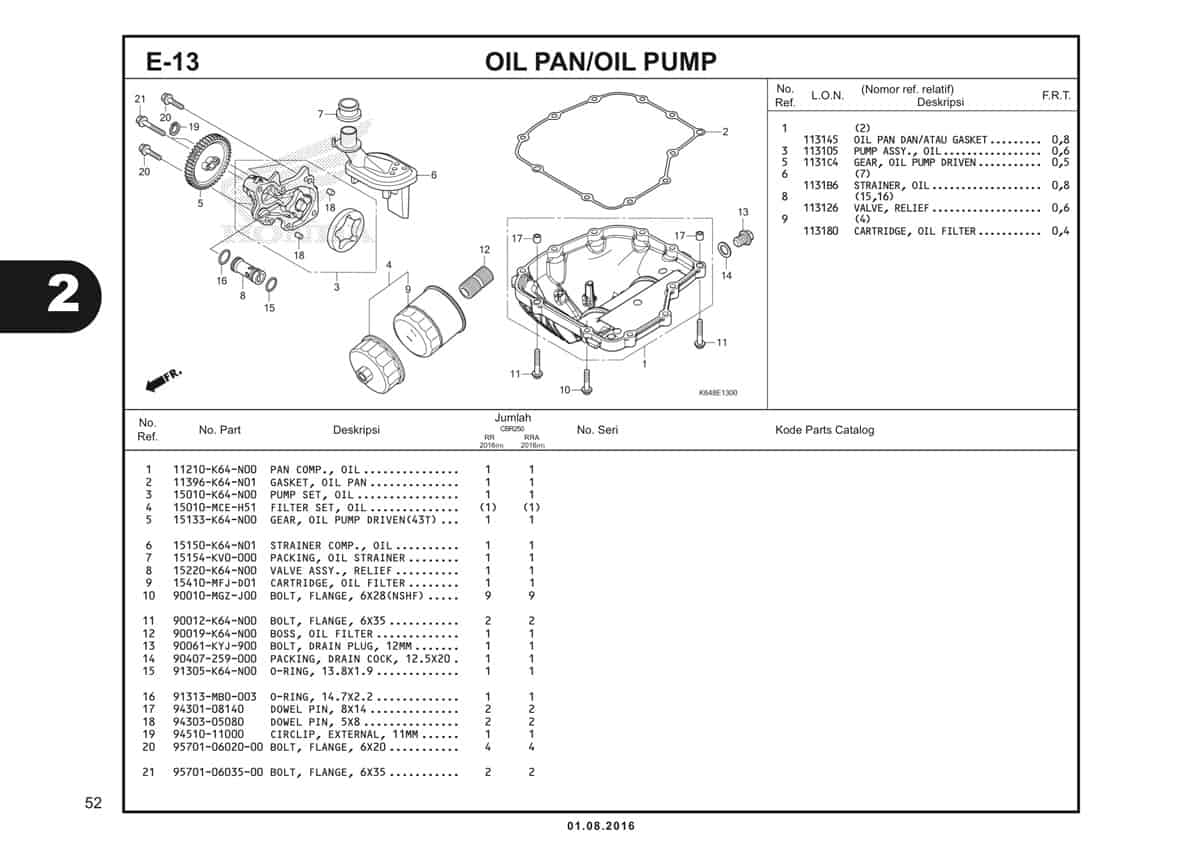 E-13 OIL PAN/OIL PUMP
No. Ref. L.O.N. (Nomor ref. relatif) Deskripsi F.R.T.
1 (2)
113145 OIL PAN DAN/ATAU GASKET ......... 0,8
3 113105 PUMP ASSY., OIL ............... 0,6
5 1131C4 GEAR, OIL PUMP DRIVEN .......... 0,5
6 (7)
1131B6 STRAINER, OIL ................... 0,8
8 (15,16)
113126 VALVE, RELIEF ................... 0,6
9 (4)
113180 CARTRIDGE, OIL FILTER ........... 0,4
21
20
19
20
5
7
6
18
18
3
16
8
15
4
9
12
2
17
17
13
14
11
11
10
1
HONDA
FR.
K64BE1300
2
No. Ref. No. Part Deskripsi Jumlah No. Seri Kode Parts Catalog
CBR250
RR RRA
2016(H) 2016(H)
1 11210-K64-N00 PAN COMP., OIL ............... 1 1
2 11396-K64-N01 GASKET, OIL PAN .............. 1 1
3 15010-K64-N00 PUMP SET, OIL ................ 1 1
4 15010-MCE-H51 FILTER SET, OIL .............. (1) (1)
5 15133-K64-N00 GEAR, OIL PUMP DRIVEN(43T) ... 1 1
6 15150-K64-N01 STRAINER COMP., OIL .......... 1 1
7 15154-KV0-000 PACKING, OIL STRAINER ........ 1 1
8 15220-K64-N00 VALVE ASSY., RELIEF .......... 1 1
9 15410-MFJ-D01 CARTRIDGE, OIL FILTER ........ 1 1
10 90010-MGZ-J00 BOLT, FLANGE, 6X28(NSHF) ..... 9 9
11 90012-K64-N00 BOLT, FLANGE, 6X35 ........... 2 2
12 90019-K64-N00 BOSS, OIL FILTER ............. 1 1
13 90061-KYJ-900 BOLT, DRAIN PLUG, 12MM ....... 1 1
14 90407-259-000 PACKING, DRAIN COCK, 12.5X20 . 1 1
15 91305-K64-N00 O-RING, 13.8X1.9 ............. 1 1
16 91313-MB0-003 O-RING, 14.7X2.2 ............. 1 1
17 94301-08140 DOWEL PIN, 8X14 .............. 2 2
18 94303-05080 DOWEL PIN, 5X8 ............... 2 2
19 94510-11000 CIRCLIP, EXTERNAL, 11MM ...... 1 1
20 95701-06020-00 BOLT, FLANGE, 6X20 ........... 4 4
21 95701-06035-00 BOLT, FLANGE, 6X35 ........... 2 2
52
01.08.2016